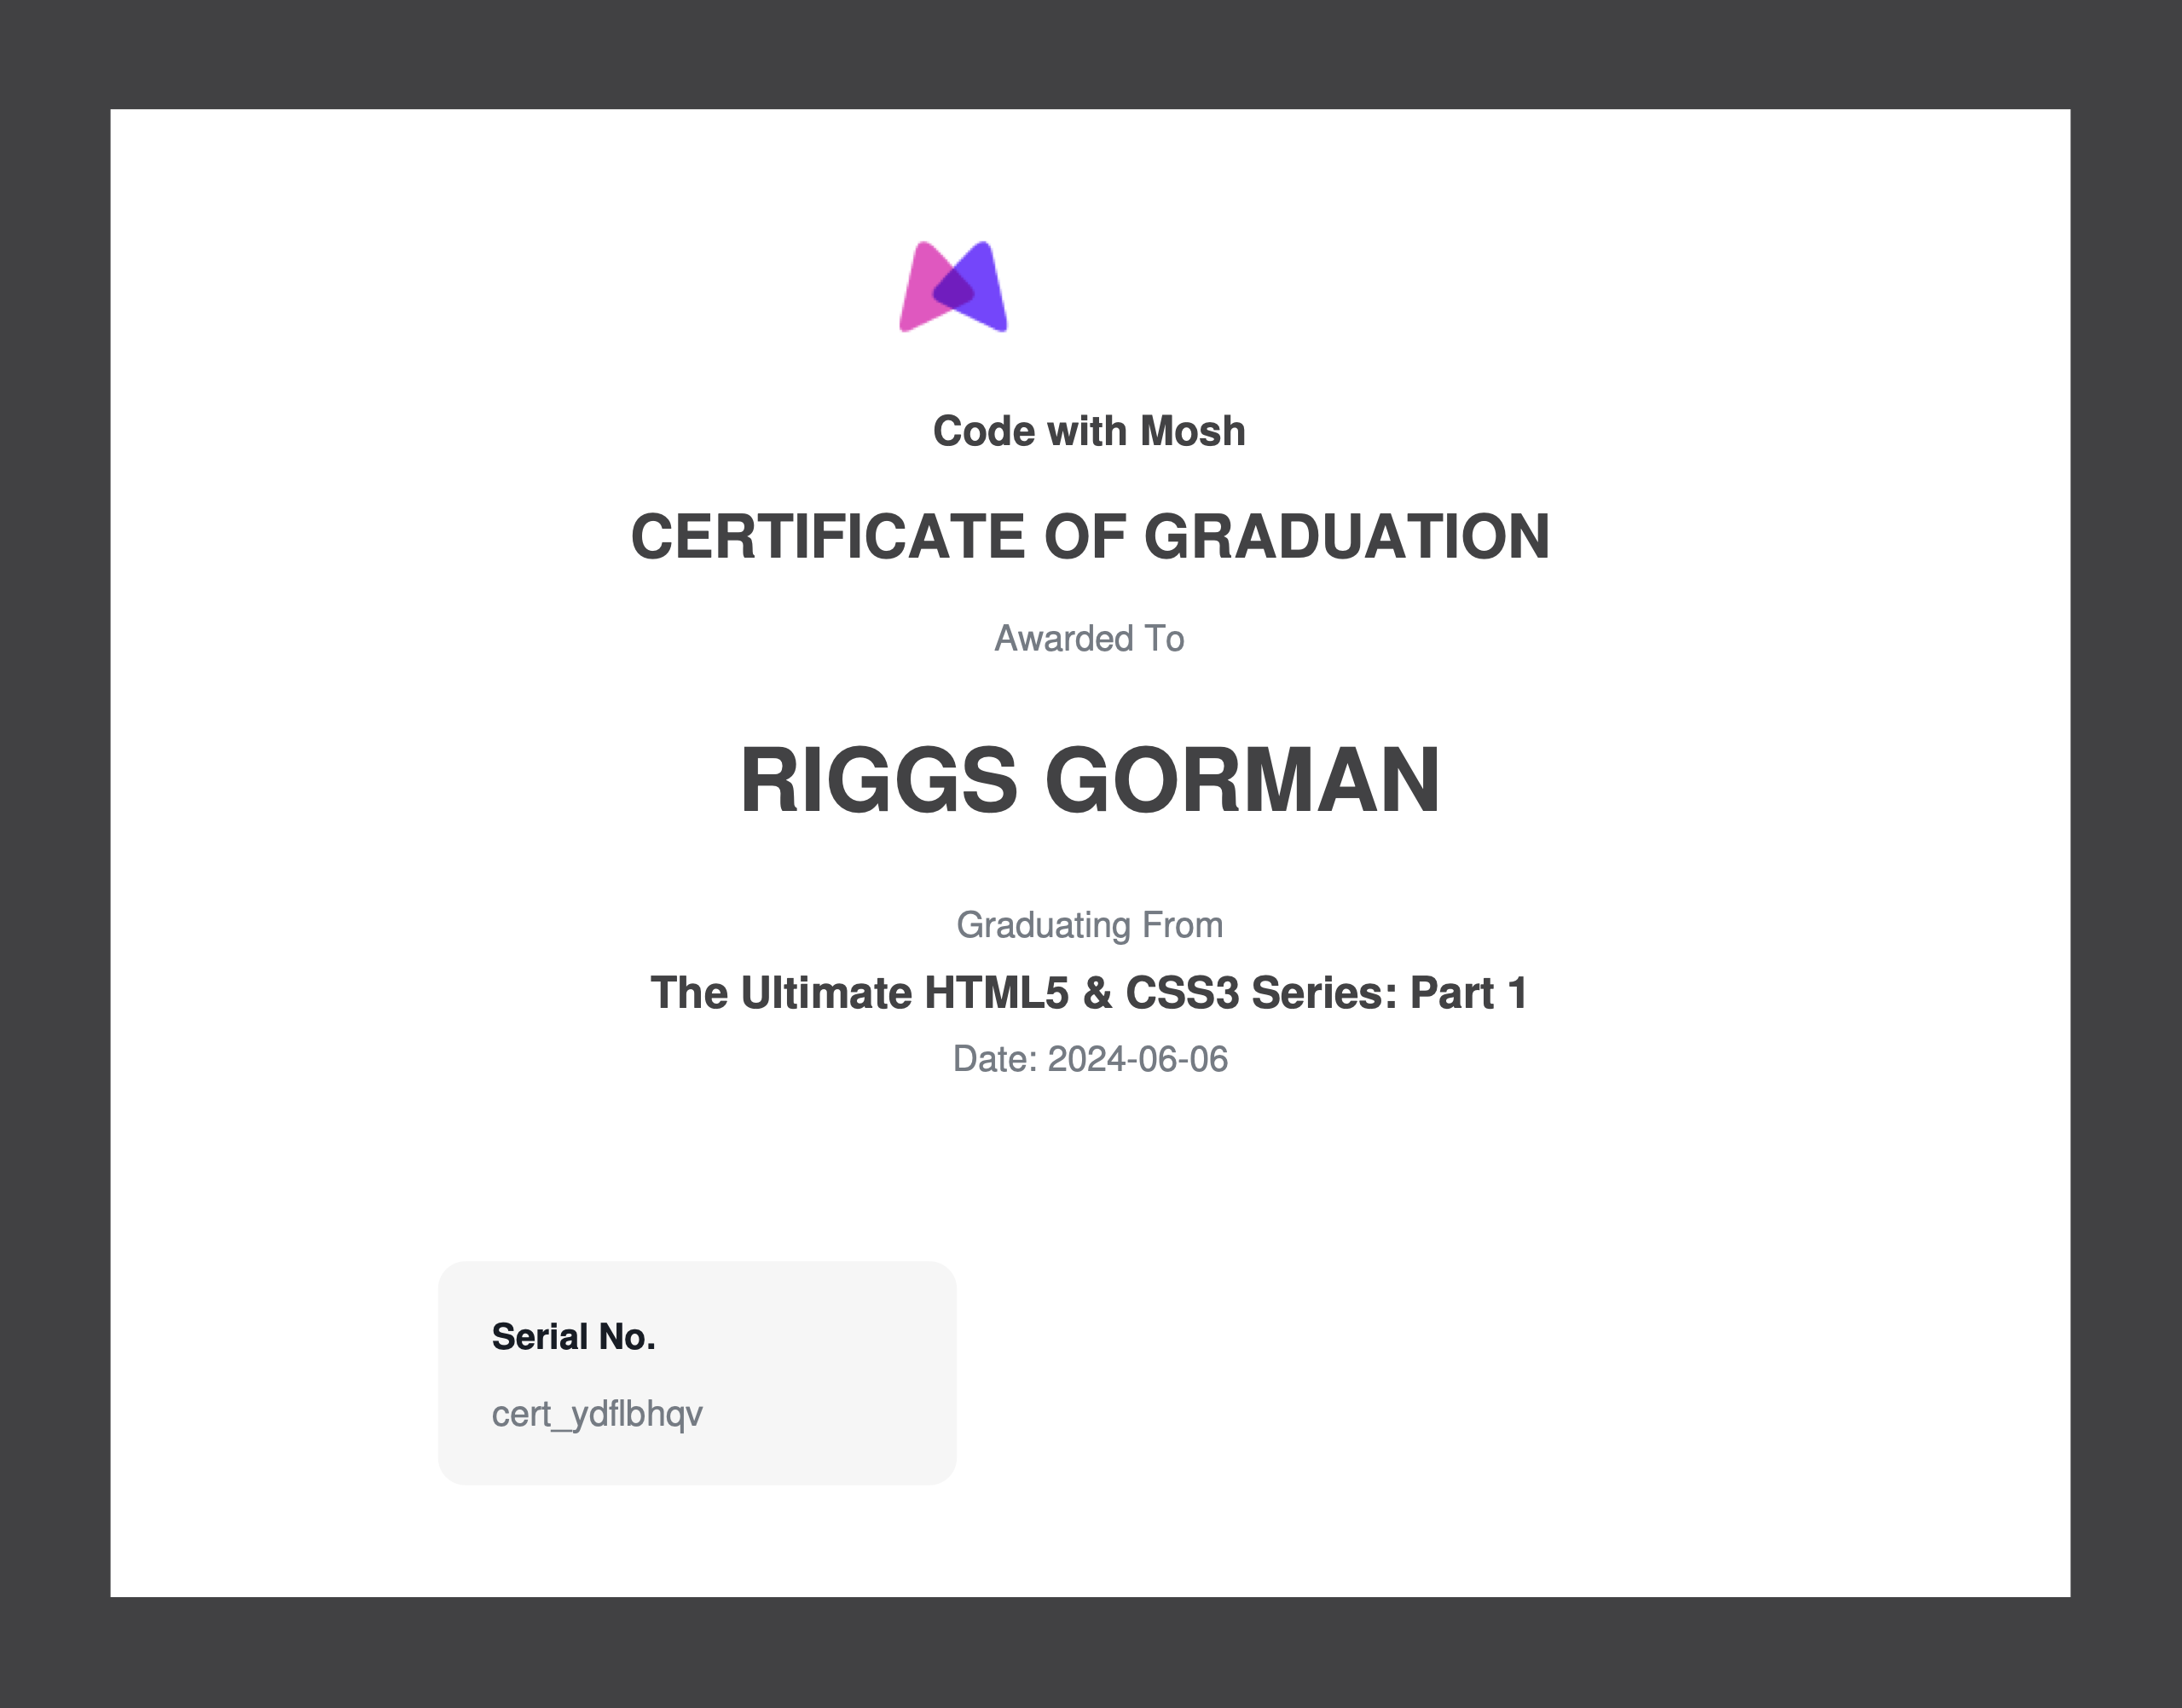 Code with Mosh
CERTIFICATE OF GRADUATION
Awarded To
RIGGS GORMAN
Graduating From
The Ultimate HTML5 & CSS3 Series: Part 1
Date: 2024-06-06
Serial No.
cert_ydflbhqv